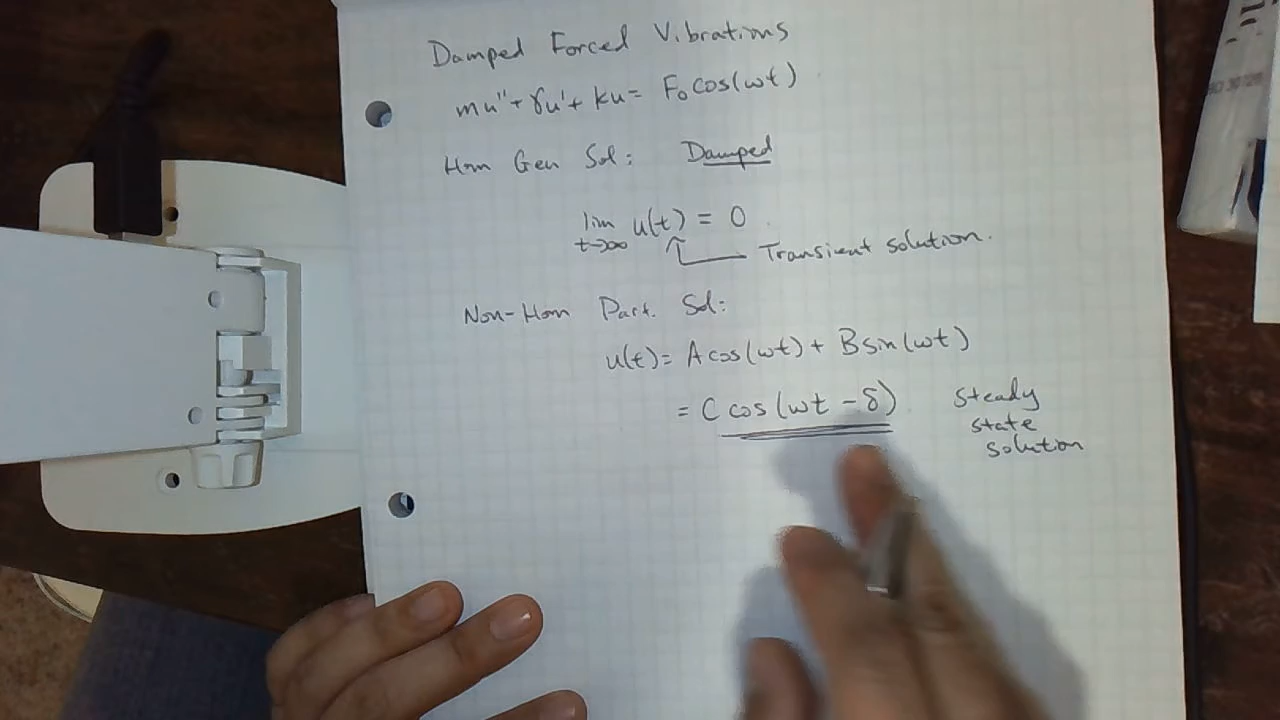 Damped Forced Vibrations
mu'' + γu' + ku = F₀cos(ωt)
Hom Gen Sol: Damped
lim u(t) = 0
t→∞
Transient solution.
Non-Hom Part. Sol:
u(t) = A cos(ωt) + B sin(ωt)
= C cos(ωt - δ) steady
state
solution